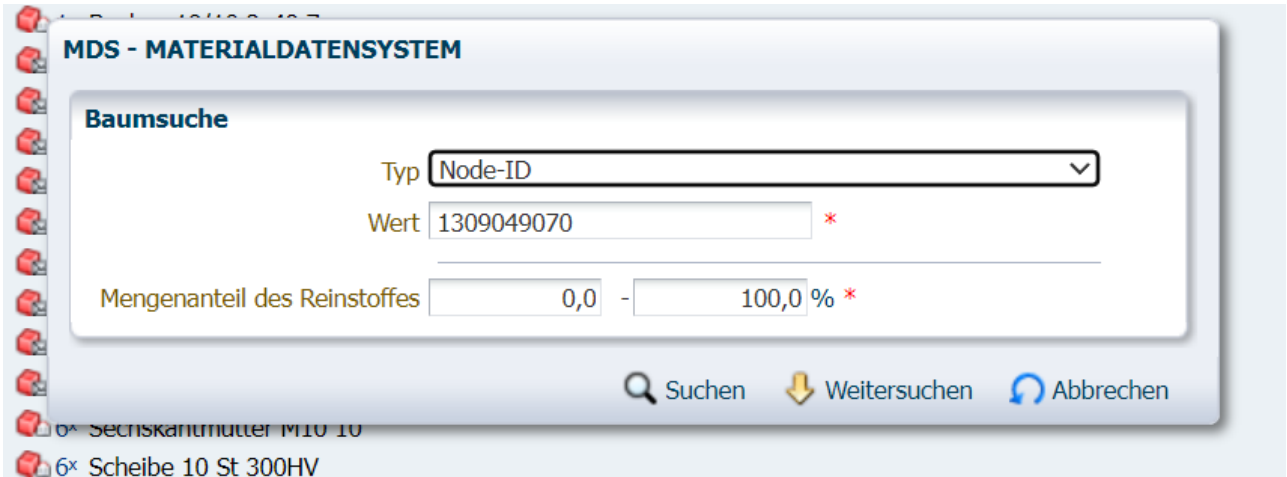 MDS - MATERIALDATENSYSTEM
Baumsuche
Typ Node-ID
Wert 1309049070 *
Mengenanteil des Reinstoffes 0,0 - 100,0 % *
Suchen Weitersuchen Abbrechen
6x Sechskantmutter M10 10
6x Scheibe 10 St 300HV